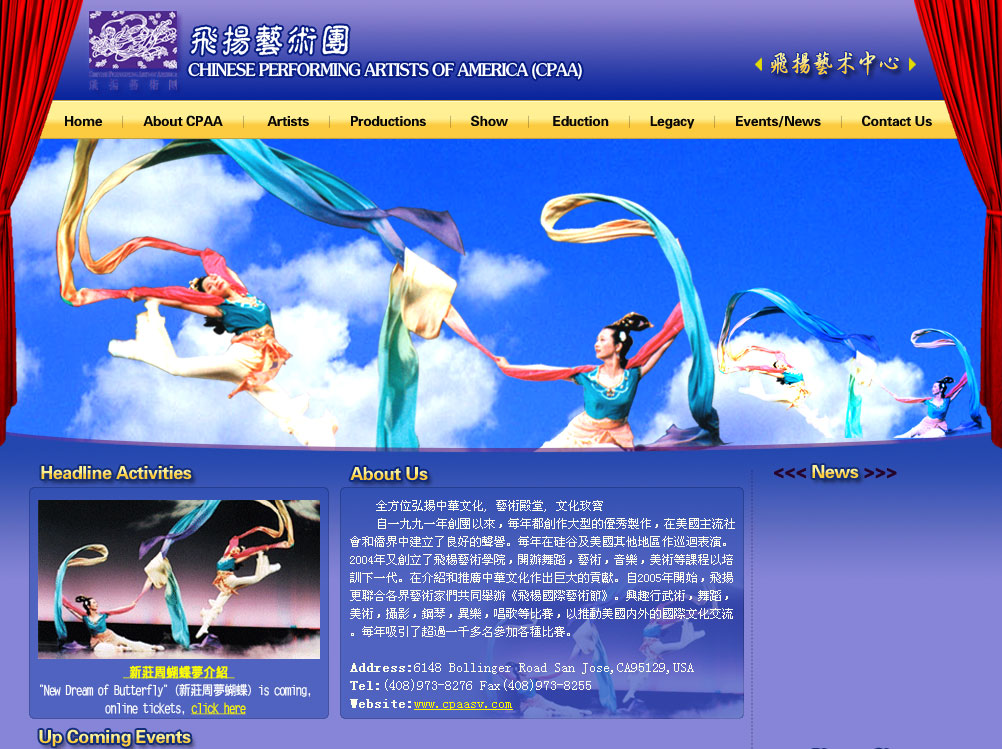 飛揚藝術團
CHINESE PERFORMING ARTISTS OF AMERICA (CPAA)
飛揚藝术中心
Home
About CPAA
Artists
Productions
Show
Eduction
Legacy
Events/News
Contact Us
Headline Activities
新莊周蝴蝶夢介紹
"New Dream of Butterfly" (新莊周夢蝴蝶) is coming,
online tickets, click here
Up Coming Events
About Us
全方位弘揚中華文化, 藝術殿堂, 文化玫寶
自一九九一年創團以來，每年都創作大型的優秀製作，在美國主流社
會和僑界中建立了良好的聲譽。每年在硅谷及美國其他地區作巡迴表演。
2004年又創立了飛楊藝術學院，開辦舞蹈，藝術，音樂，美術等課程以培
訓下一代。在介紹和推廣中華文化作出巨大的貢獻。自2005年開始，飛揚
更聯合各界藝術家們共同舉辦《飛楊國際藝術節》。興趣行武術，舞蹈，
美術，攝影，鋼琴，異樂，唱歌等比賽，以推動美國內外的國際文化交流
。每年吸引了超過一千多名參加各種比賽。
Address:6148 Bollinger Road San Jose,CA95129,USA
Tel:(408)973-8276 Fax(408)973-8255
Website:www.cpaasv.com
<<< News >>>